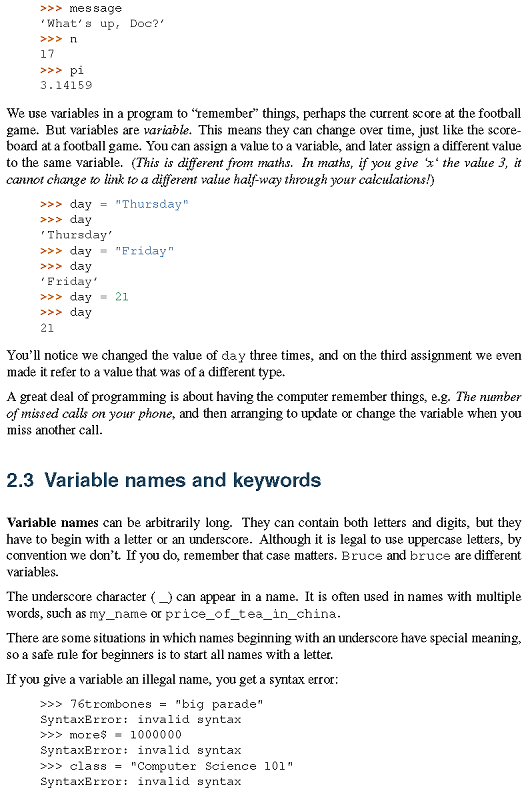 >>> message
'What's up, Doc?'
>>> n
17
>>> pi
3.14159
We use variables in a program to “remember” things, perhaps the current score at the football
game. But variables are variable. This means they can change over time, just like the score-
board at a football game. You can assign a value to a variable, and later assign a different value
to the same variable. (This is different from maths. In maths, if you give ‘x‘ the value 3, it
cannot change to link to a different value half-way through your calculations!)
>>> day = "Thursday"
>>> day
'Thursday'
>>> day = "Friday"
>>> day
'Friday'
>>> day = 21
>>> day
21
You’ll notice we changed the value of day three times, and on the third assignment we even
made it refer to a value that was of a different type.
A great deal of programming is about having the computer remember things, e.g. The number
of missed calls on your phone, and then arranging to update or change the variable when you
miss another call.
2.3 Variable names and keywords
Variable names can be arbitrarily long. They can contain both letters and digits, but they
have to begin with a letter or an underscore. Although it is legal to use uppercase letters, by
convention we don’t. If you do, remember that case matters. Bruce and bruce are different
variables.
The underscore character ( _) can appear in a name. It is often used in names with multiple
words, such as my_name or price_of_tea_in_china.
There are some situations in which names beginning with an underscore have special meaning,
so a safe rule for beginners is to start all names with a letter.
If you give a variable an illegal name, you get a syntax error:
>>> 76trombones = "big parade"
SyntaxError: invalid syntax
>>> more$ = 1000000
SyntaxError: invalid syntax
>>> class = "Computer Science 101"
SyntaxError: invalid syntax